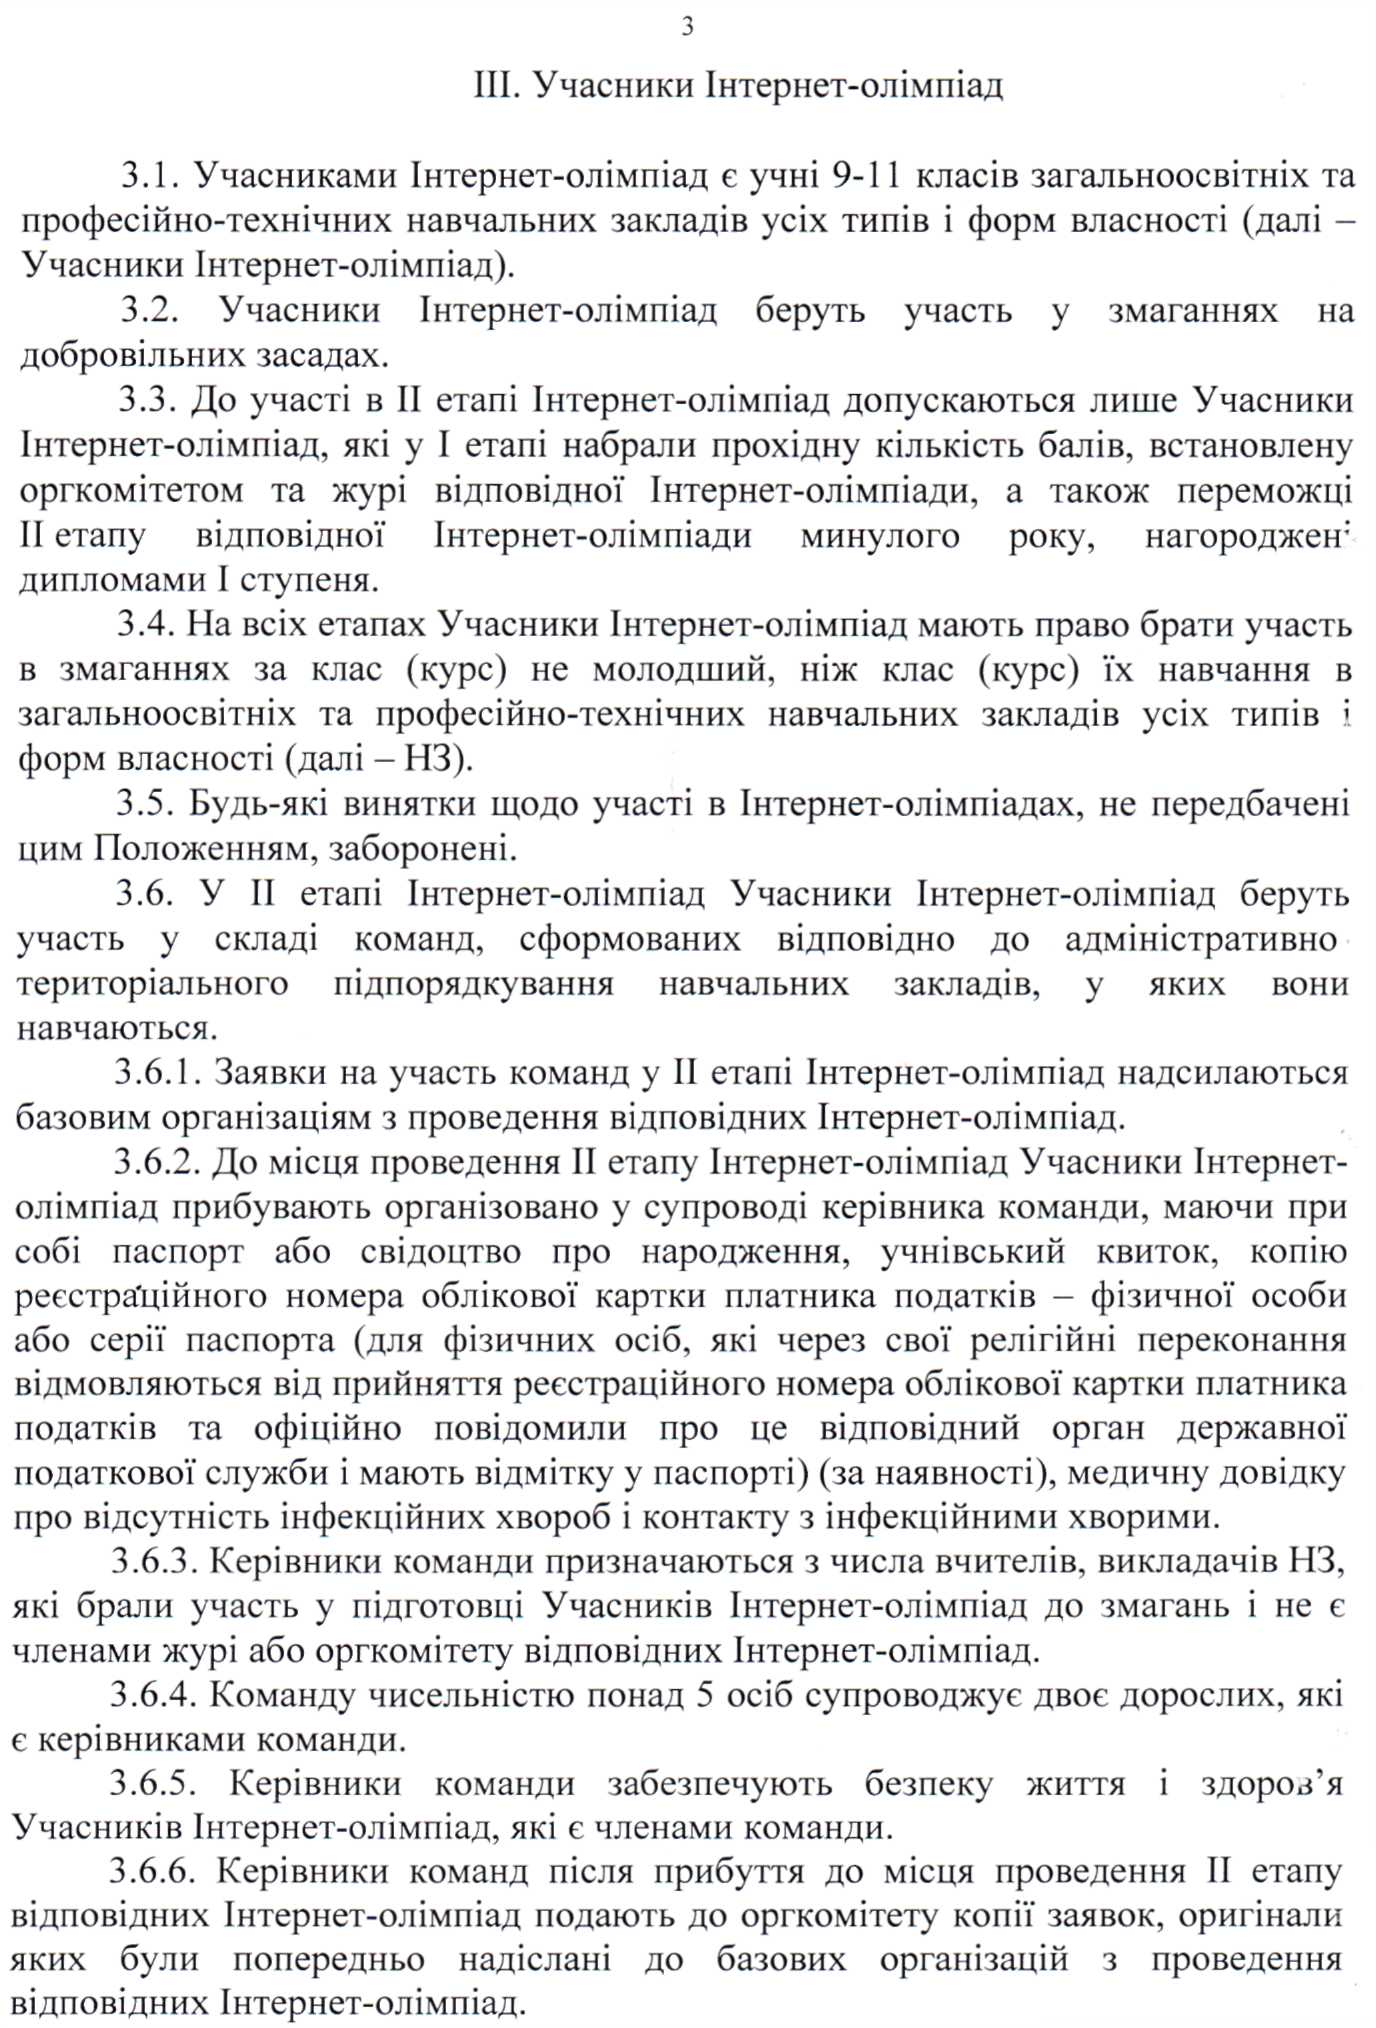 3
ІІІ. Учасники Інтернет-олімпіад
3.1. Учасниками Інтернет-олімпіад є учні 9-11 класів загальноосвітніх та
професійно-технічних навчальних закладів усіх типів і форм власності (далі –
Учасники Інтернет-олімпіад).
3.2. Учасники Інтернет-олімпіад беруть участь у змаганнях на
добровільних засадах.
3.3. До участі в ІІ етапі Інтернет-олімпіад допускаються лише Учасники
Інтернет-олімпіад, які у І етапі набрали прохідну кількість балів, встановлену
оргкомітетом та журі відповідної Інтернет-олімпіади, а також переможці
ІІ етапу відповідної Інтернет-олімпіади минулого року, нагороджені
дипломами І ступеня.
3.4. На всіх етапах Учасники Інтернет-олімпіад мають право брати участь
в змаганнях за клас (курс) не молодший, ніж клас (курс) їх навчання в
загальноосвітніх та професійно-технічних навчальних закладів усіх типів і
форм власності (далі – НЗ).
3.5. Будь-які винятки щодо участі в Інтернет-олімпіадах, не передбачені
цим Положенням, заборонені.
3.6. У ІІ етапі Інтернет-олімпіад Учасники Інтернет-олімпіад беруть
участь у складі команд, сформованих відповідно до адміністративно-
територіального підпорядкування навчальних закладів, у яких вони
навчаються.
3.6.1. Заявки на участь команд у ІІ етапі Інтернет-олімпіад надсилаються
базовим організаціям з проведення відповідних Інтернет-олімпіад.
3.6.2. До місця проведення ІІ етапу Інтернет-олімпіад Учасники Інтернет-
олімпіад прибувають організовано у супроводі керівника команди, маючи при
собі паспорт або свідоцтво про народження, учнівський квиток, копію
реєстраційного номера облікової картки платника податків – фізичної особи
або серії паспорта (для фізичних осіб, які через свої релігійні переконання
відмовляються від прийняття реєстраційного номера облікової картки платника
податків та офіційно повідомили про це відповідний орган державної
податкової служби і мають відмітку у паспорті) (за наявності), медичну довідку
про відсутність інфекційних хвороб і контакту з інфекційними хворими.
3.6.3. Керівники команди призначаються з числа вчителів, викладачів НЗ,
які брали участь у підготовці Учасників Інтернет-олімпіад до змагань і не є
членами журі або оргкомітету відповідних Інтернет-олімпіад.
3.6.4. Команду чисельністю понад 5 осіб супроводжує двоє дорослих, які
є керівниками команди.
3.6.5. Керівники команди забезпечують безпеку життя і здоров’я
Учасників Інтернет-олімпіад, які є членами команди.
3.6.6. Керівники команд після прибуття до місця проведення ІІ етапу
відповідних Інтернет-олімпіад подають до оргкомітету копії заявок, оригінали
яких були попередньо надіслані до базових організацій з проведення
відповідних Інтернет-олімпіад.